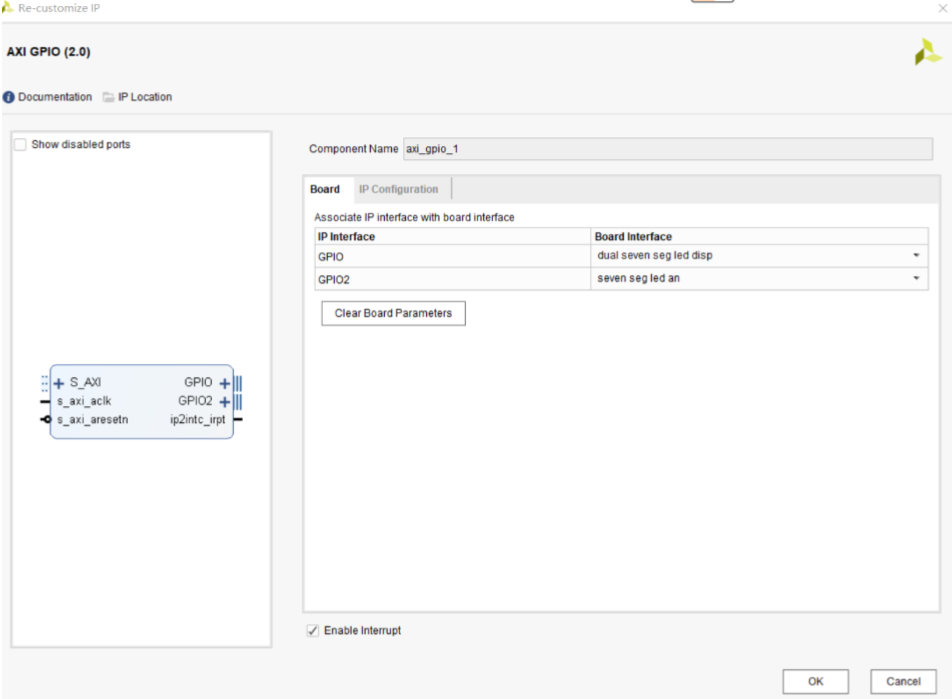 Re-customize IP
AXI GPIO (2.0)
Documentation IP Location
Show disabled ports
S_AXI GPIO
s_axi_aclk GPIO2
s_axi_aresetn ip2intc_irpt
Component Name axi_gpio_1
Board IP Configuration
Associate IP interface with board interface
IP Interface Board Interface
GPIO dual seven seg led disp
GPIO2 seven seg led an
Clear Board Parameters
Enable Interrupt
OK Cancel